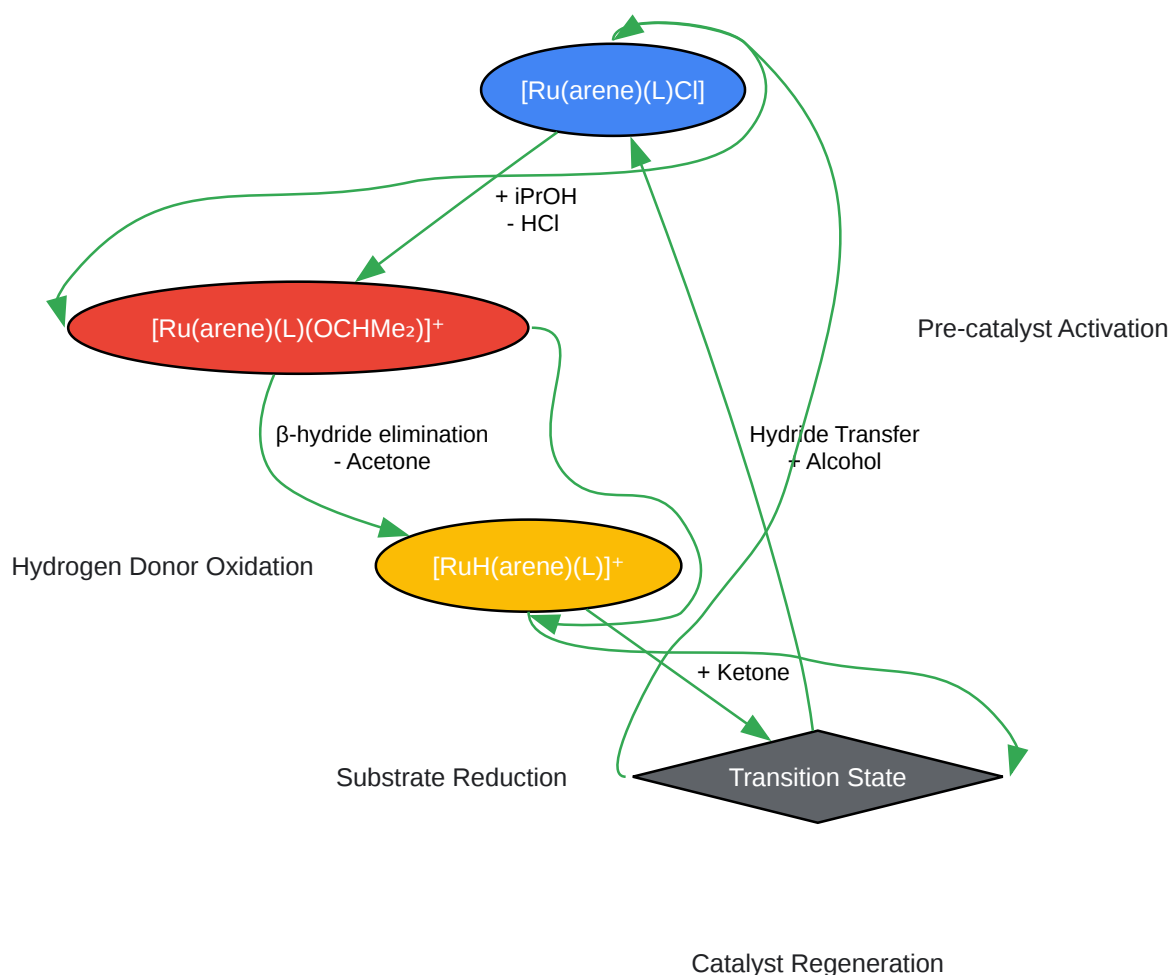 [Ru(arene)(L)Cl]
+ iPrOH
- HCl
[Ru(arene)(L)(OCHMe₂)]⁺
Pre-catalyst Activation
β-hydride elimination
- Acetone
Hydride Transfer
+ Alcohol
Hydrogen Donor Oxidation
[RuH(arene)(L)]⁺
+ Ketone
Substrate Reduction
Transition State
Catalyst Regeneration